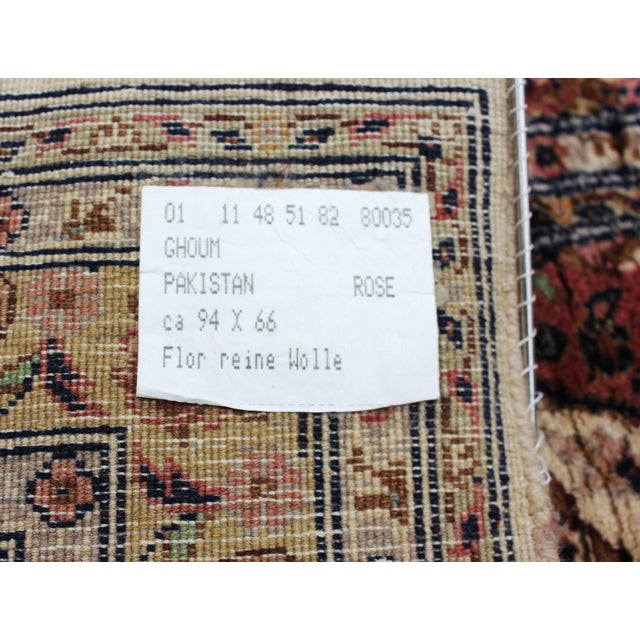 01 11 48 51 82 80035
GHOUM
PAKISTAN ROSE
ca 94 X 66
Flor reine Wolle